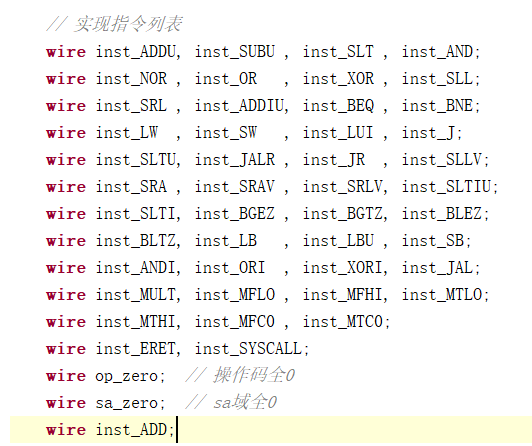 // 实现指令列表
wire inst_ADDU, inst_SUBU , inst_SLT , inst_AND;
wire inst_NOR , inst_OR   , inst_XOR , inst_SLL;
wire inst_SRL , inst_ADDIU, inst_BEQ , inst_BNE;
wire inst_LW  , inst_SW   , inst_LUI , inst_J;
wire inst_SLTU, inst_JALR , inst_JR  , inst_SLLV;
wire inst_SRA , inst_SRAV , inst_SRLV, inst_SLTIU;
wire inst_SLTI, inst_BGEZ , inst_BGTZ, inst_BLEZ;
wire inst_BLTZ, inst_LB   , inst_LBU , inst_SB;
wire inst_ANDI, inst_ORI  , inst_XORI, inst_JAL;
wire inst_MULT, inst_MFLO , inst_MFHI, inst_MTLO;
wire inst_MTHI, inst_MFC0 , inst_MTC0;
wire inst_ERET, inst_SYSCALL;
wire op_zero;  // 操作码全0
wire sa_zero;  // sa域全0
wire inst_ADD;